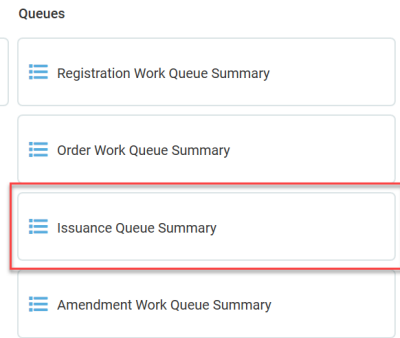 Queues
Registration Work Queue Summary
Order Work Queue Summary
Issuance Queue Summary
Amendment Work Queue Summary